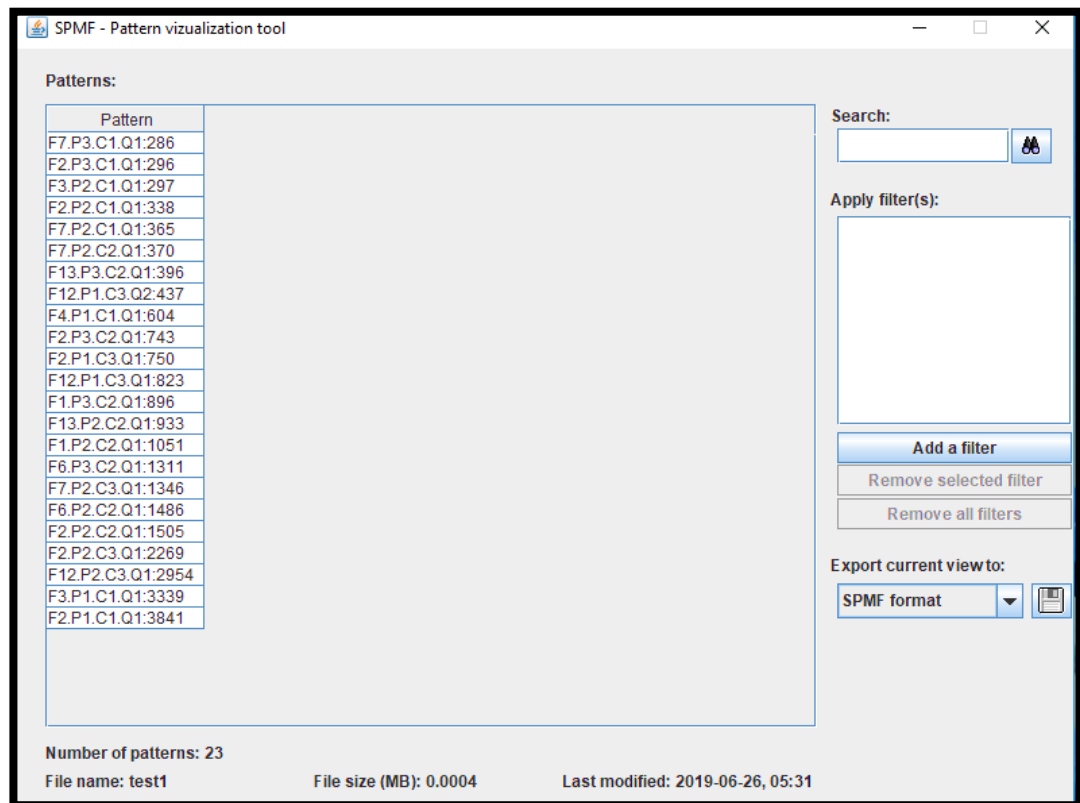 SPMF - Pattern vizualization tool
Patterns:
Pattern
F7.P3.C1.Q1:286
F2.P3.C1.Q1:296
F3.P2.C1.Q1:297
F2.P2.C1.Q1:338
F7.P2.C1.Q1:365
F7.P2.C2.Q1:370
F13.P3.C2.Q1:396
F12.P1.C3.Q2:437
F4.P1.C1.Q1:604
F2.P3.C2.Q1:743
F2.P1.C3.Q1:750
F12.P1.C3.Q1:823
F1.P3.C2.Q1:896
F13.P2.C2.Q1:933
F1.P2.C2.Q1:1051
F6.P3.C2.Q1:1311
F7.P2.C3.Q1:1346
F6.P2.C2.Q1:1486
F2.P2.C2.Q1:1505
F2.P2.C3.Q1:2269
F12.P2.C3.Q1:2954
F3.P1.C1.Q1:3339
F2.P1.C1.Q1:3841
Search:
Apply filter(s):
Add a filter
Remove selected filter
Remove all filters
Export current view to:
SPMF format
Number of patterns: 23
File name: test1 File size (MB): 0.0004 Last modified: 2019-06-26, 05:31